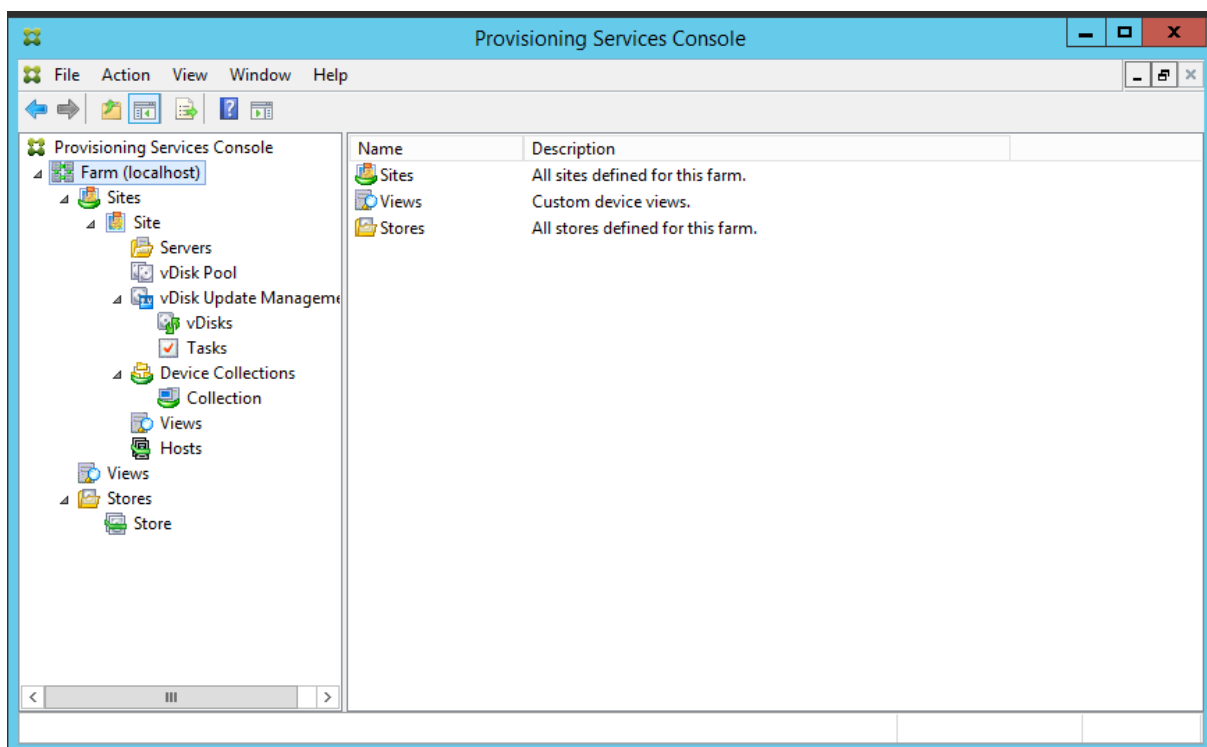 Provisioning Services Console
File Action View Window Help
Provisioning Services Console
Farm (localhost)
Sites
Site
Servers
vDisk Pool
vDisk Update Manageme
vDisks
Tasks
Device Collections
Collection
Views
Hosts
Views
Stores
Store
Name Description
Sites All sites defined for this farm.
Views Custom device views.
Stores All stores defined for this farm.